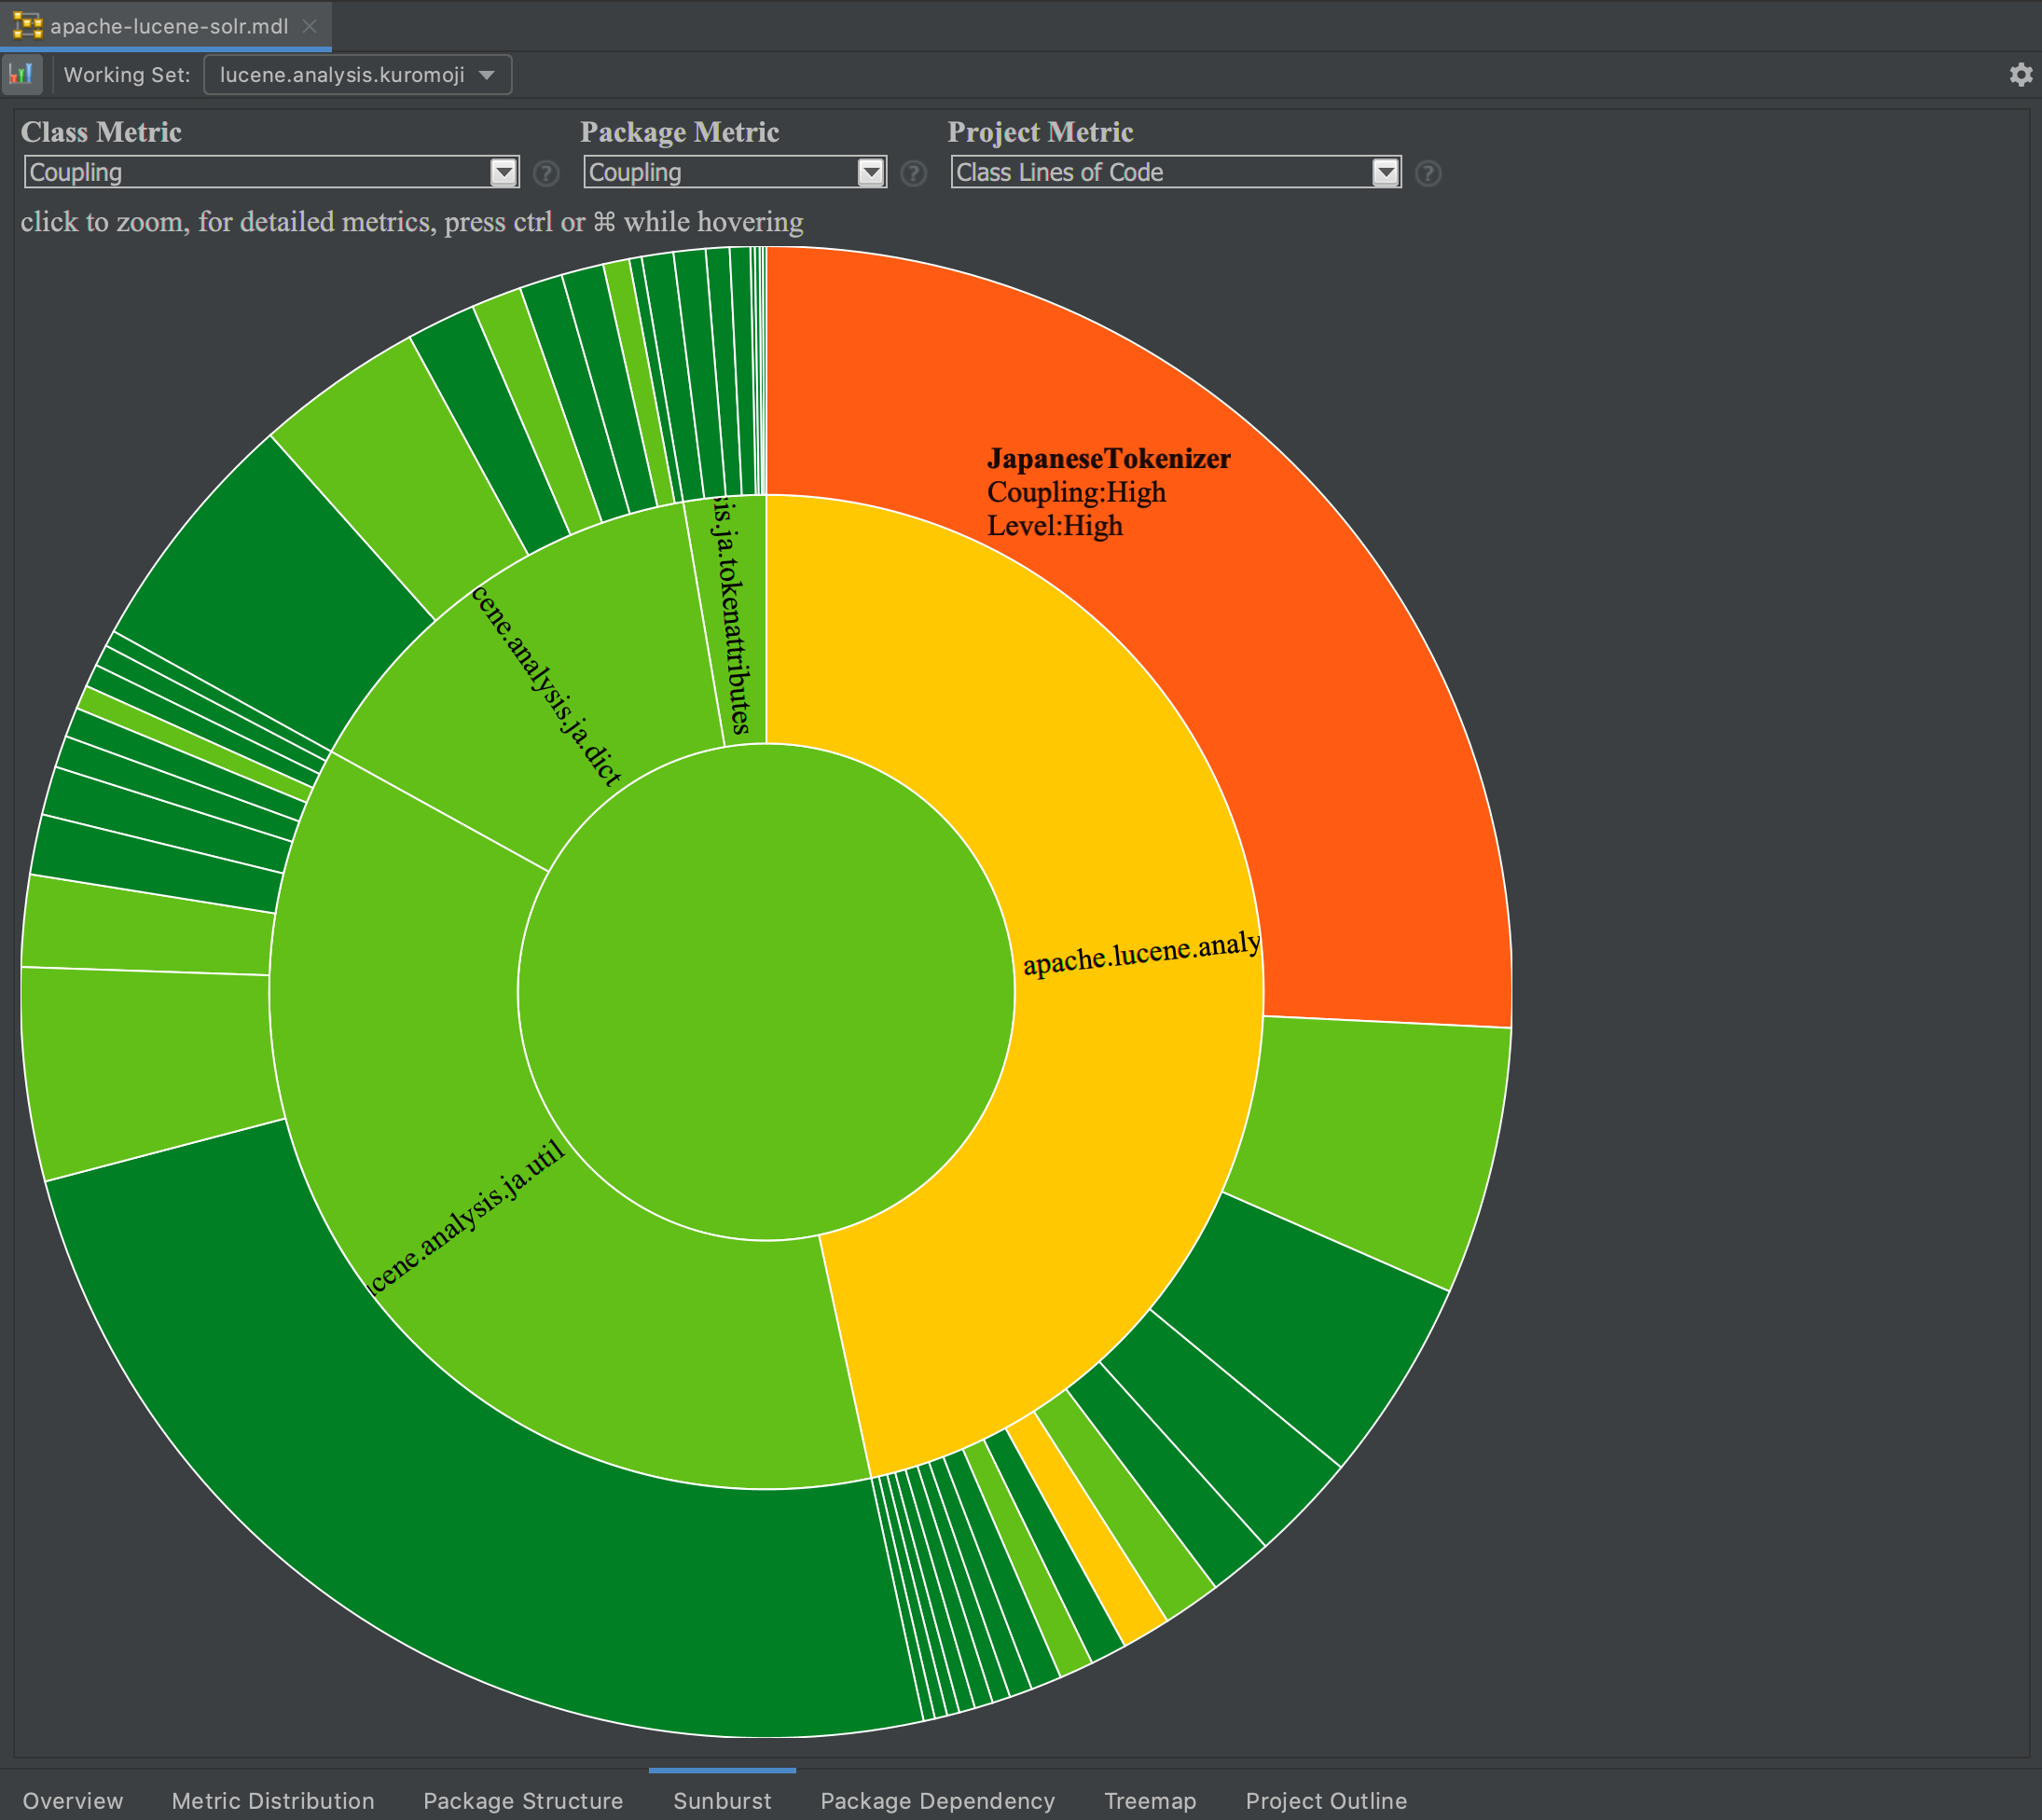 apache-lucene-solr.mdl
Working Set: lucene.analysis.kuromoji
Class Metric Package Metric Project Metric
Coupling ? Coupling ? Class Lines of Code ?
click to zoom, for detailed metrics, press ctrl or ⌘ while hovering
JapaneseTokenizer
Coupling:High
Level:High
is.ja.tokenattributes
cene.analysis.ja.dict
apache.lucene.analy
cene.analysis.ja.util
Overview Metric Distribution Package Structure Sunburst Package Dependency Treemap Project Outline